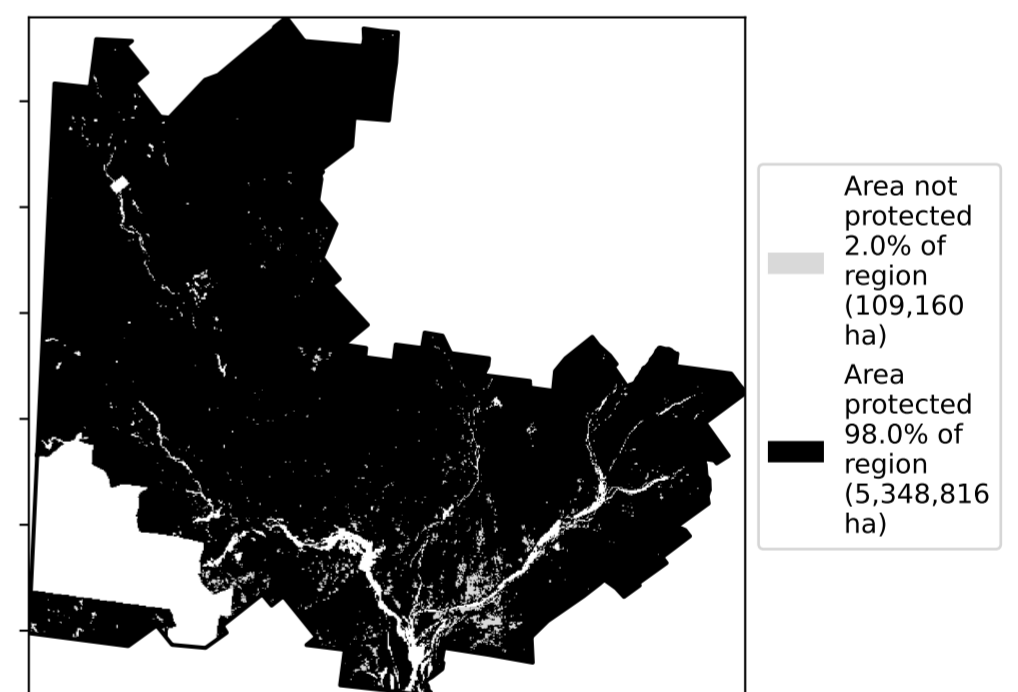 Area not
protected
2.0% of
region
(109,160
ha)
Area
protected
98.0% of
region
(5,348,816
ha)